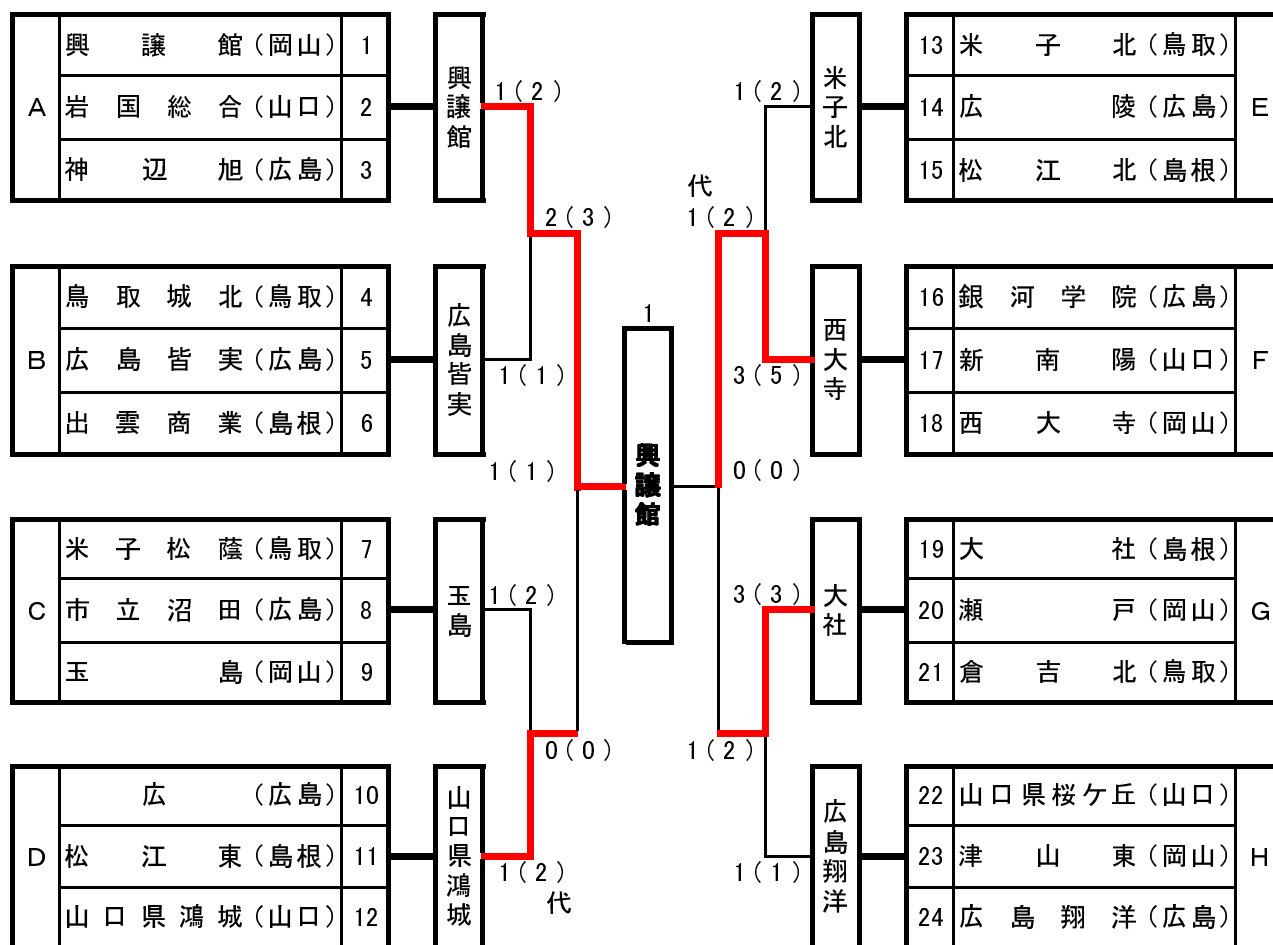 A
興譲館(岡山) 1
岩国総合(山口) 2
神辺旭(広島) 3
興譲館
1(2)
B
鳥取城北(鳥取) 4
広島皆実(広島) 5
出雲商業(島根) 6
広島皆実
1(1)
2(3)
C
米子松蔭(鳥取) 7
市立沼田(広島) 8
玉島(岡山) 9
玉島
1(2)
D
広(広島) 10
松江東(島根) 11
山口県鴻城(山口) 12
山口県鴻城
1(2)
代
0(0)
1(1)
1
興譲館
0(0)
米子北
1(2)
13 米子北(鳥取)
14 広陵(広島)
15 松江北(島根)
E
代
1(2)
西大寺
3(5)
16 銀河学院(広島)
17 新南陽(山口)
18 西大寺(岡山)
F
大社
3(3)
19 大社(島根)
20 瀬戸(岡山)
21 倉吉北(鳥取)
G
1(2)
広島翔洋
1(1)
22 山口県桜ケ丘(山口)
23 津山東(岡山)
24 広島翔洋(広島)
H